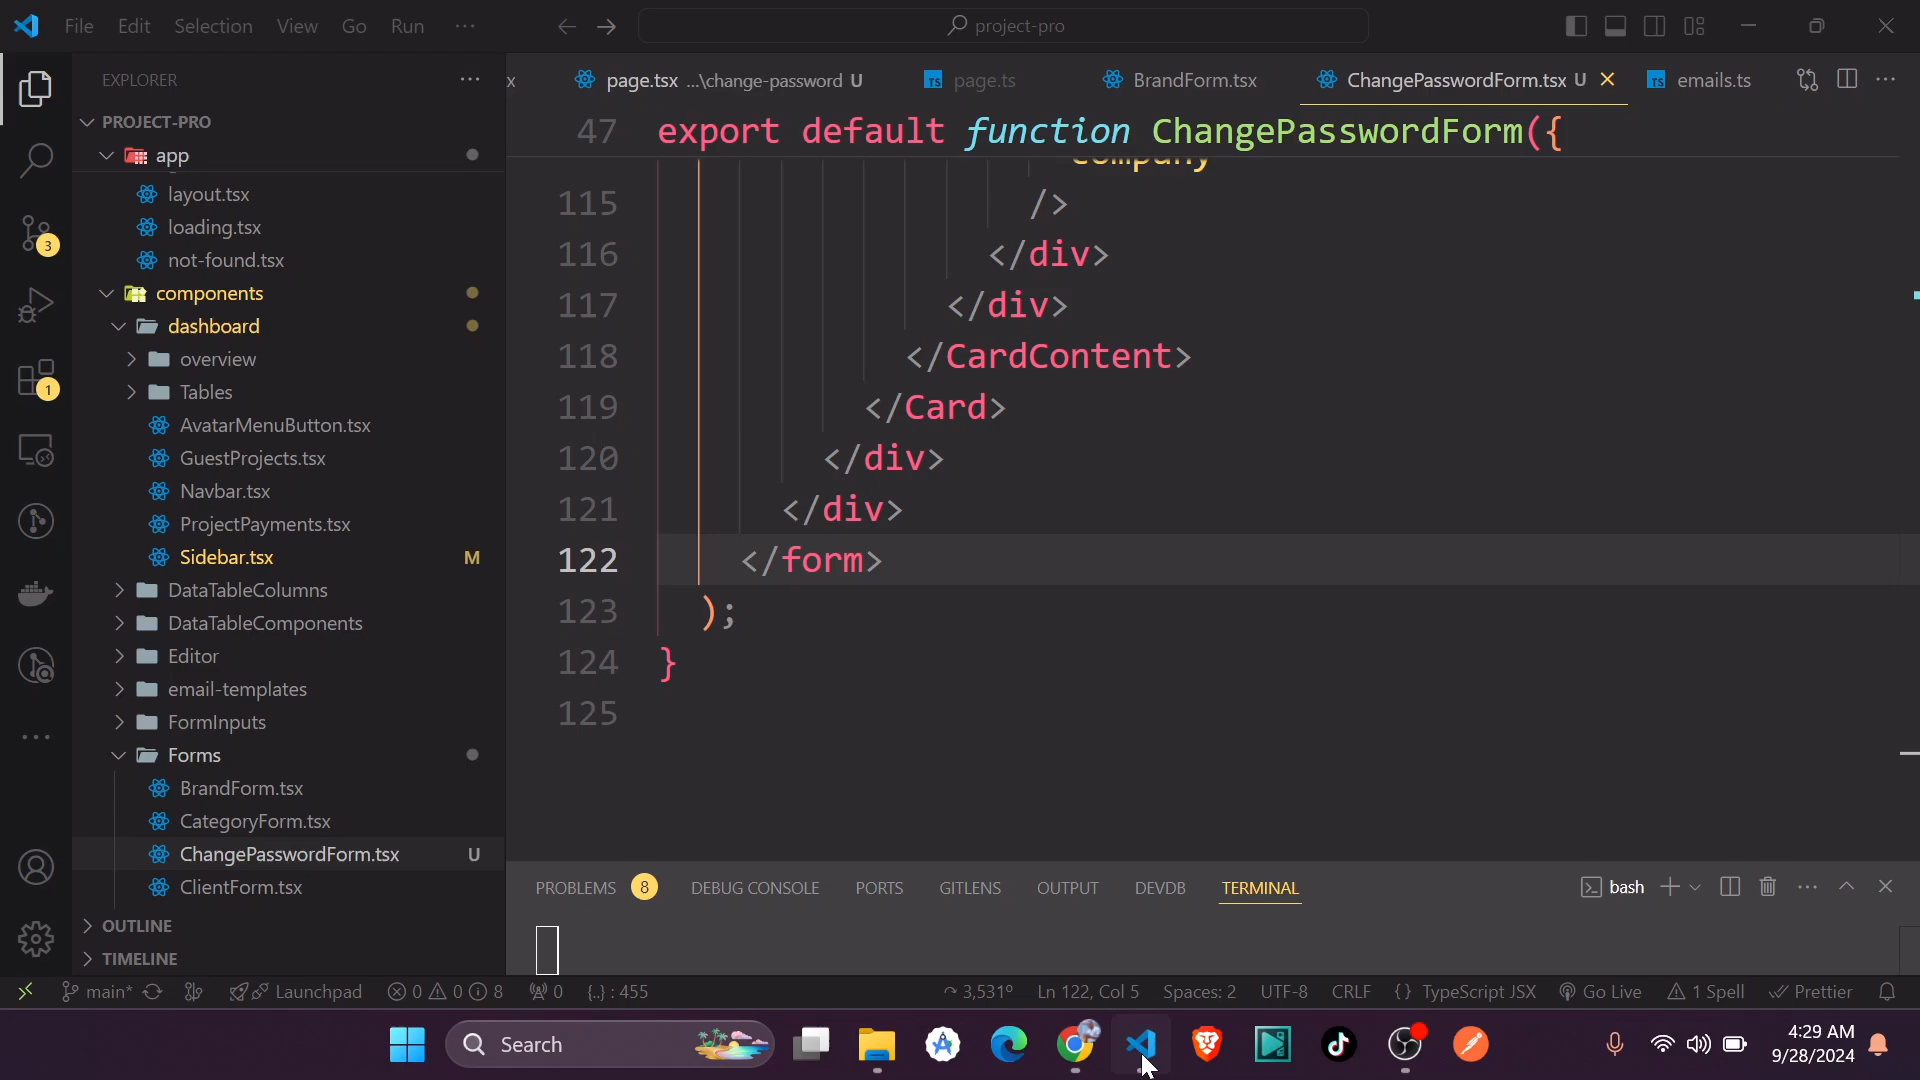 File Edit Selection View Go Run ···
project-pro
EXPLORER
x page.tsx ...\change-password U page.ts BrandForm.tsx ChangePasswordForm.tsx U emails.ts
PROJECT-PRO
app
layout.tsx
loading.tsx
not-found.tsx
components
dashboard
overview
Tables
AvatarMenuButton.tsx
GuestProjects.tsx
Navbar.tsx
ProjectPayments.tsx
Sidebar.tsx M
DataTableColumns
DataTableComponents
Editor
email-templates
FormInputs
Forms
BrandForm.tsx
CategoryForm.tsx
ChangePasswordForm.tsx U
ClientForm.tsx
OUTLINE
TIMELINE
3
1
47 export default function ChangePasswordForm({
company
115 />
116 </div>
117 </div>
118 </CardContent>
119 </Card>
120 </div>
121 </div>
122 </form>
123 );
124 }
125
PROBLEMS 8 DEBUG CONSOLE PORTS GITLENS OUTPUT DEVDB TERMINAL bash
main* Launchpad 0 0 8 0 {..} : 455 3,531° Ln 122, Col 5 Spaces: 2 UTF-8 CRLF {} TypeScript JSX Go Live 1 Spell Prettier
Search
4:29 AM
9/28/2024